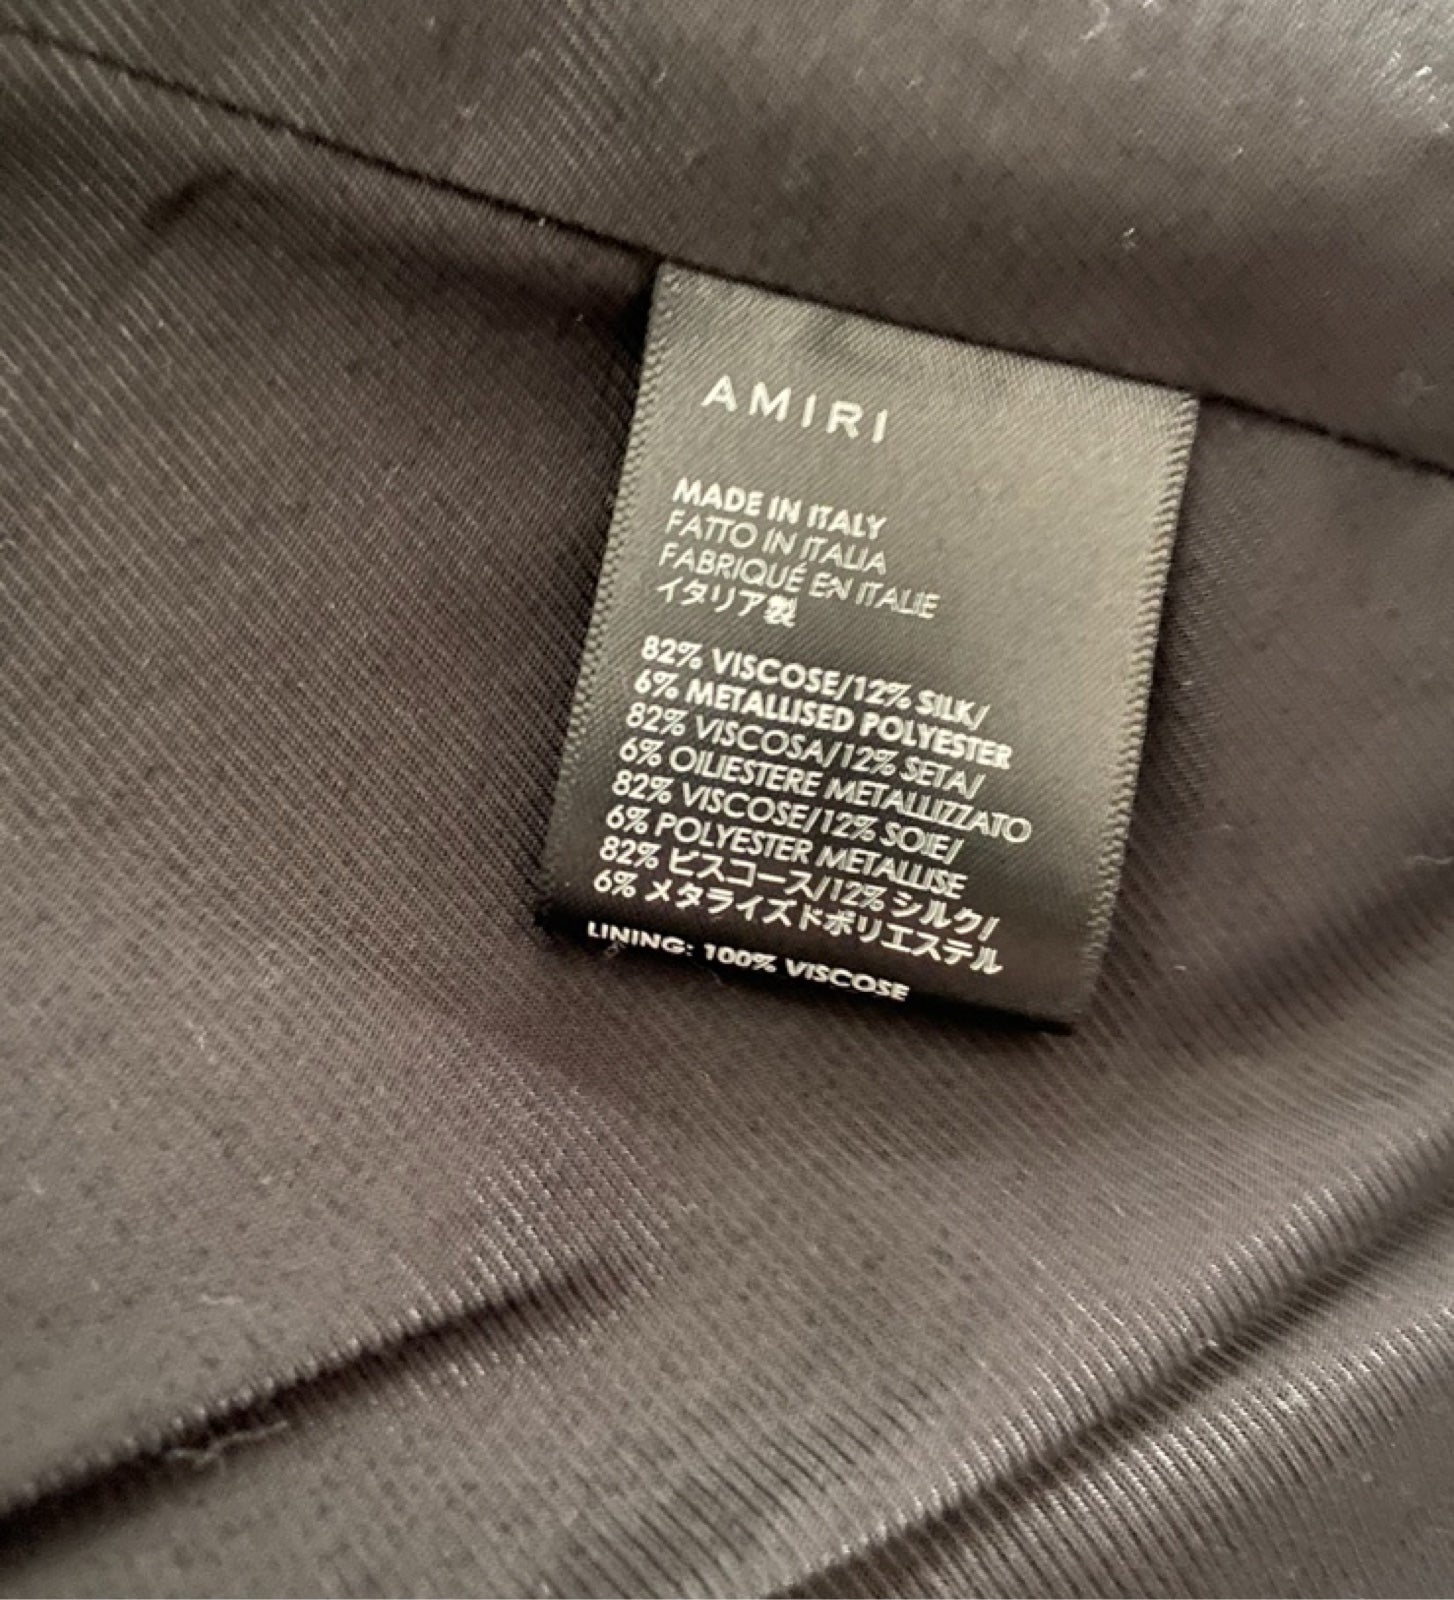 AMIRI
MADE IN ITALY
FATTO IN ITALIA
FABRIQUÉ EN ITALIE
イタリア製
82% VISCOSE/12% SILK/
6% METALLISED POLYESTER
82% VISCOSA/12% SETA/
6% OILIESTERE METALLIZZATO
82% VISCOSE/12% SOIE/
6% POLYESTER METALLISE
82% ビスコース/12% シルク/
6% メタライズドポリエステル
LINING: 100% VISCOSE